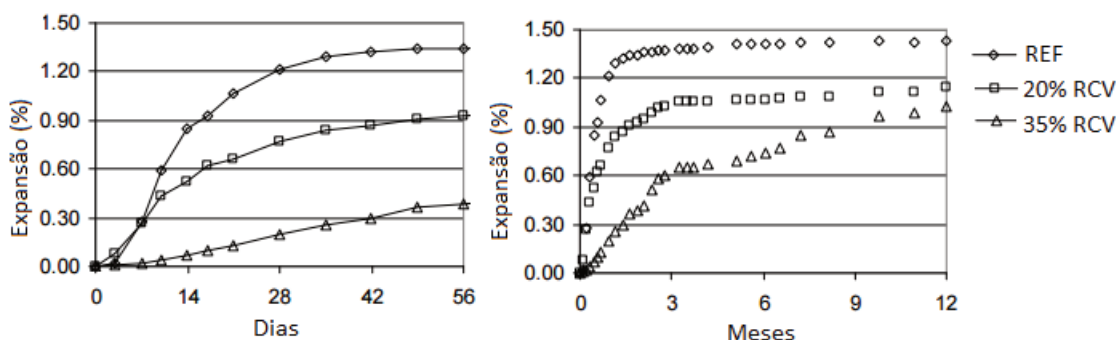 1.50
1.20
0.90
0.60
0.30
0.00
Expansão (%)
0 14 28 42 56
Dias
1.50
1.20
0.90
0.60
0.30
0.00
Expansão (%)
0 3 6 9 12
Meses
REF
20% RCV
35% RCV